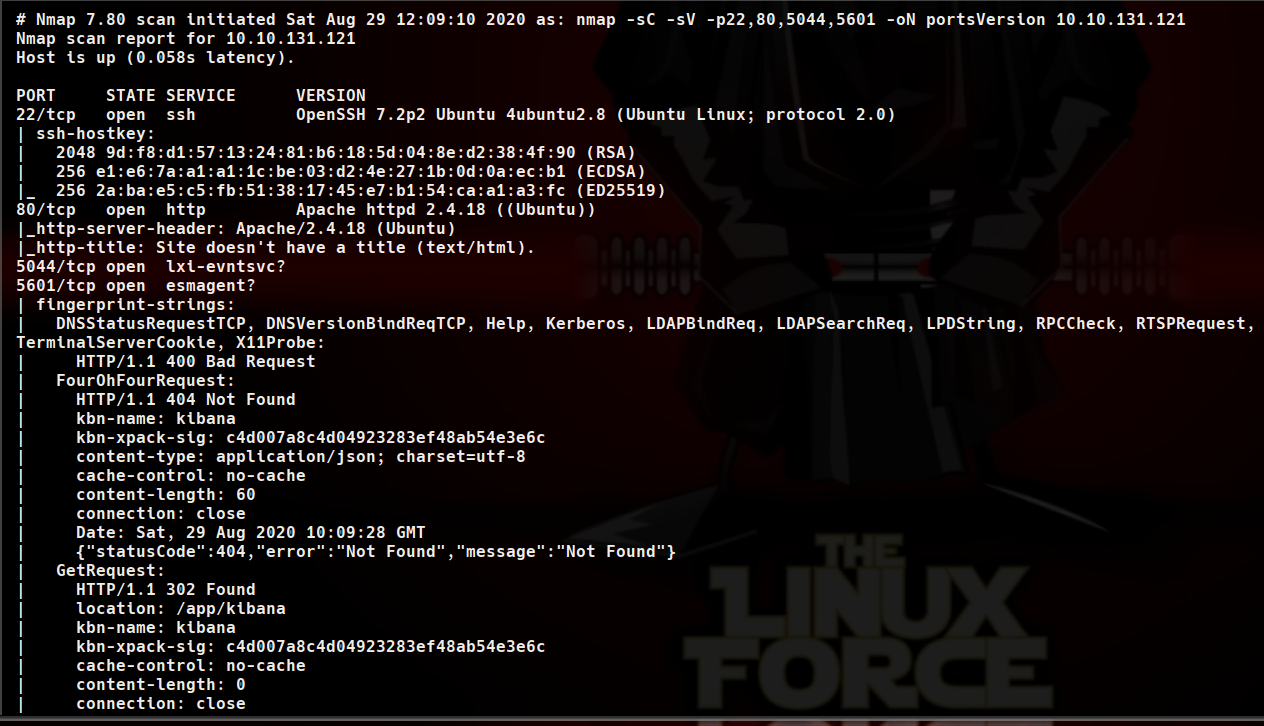 # Nmap 7.80 scan initiated Sat Aug 29 12:09:10 2020 as: nmap -sC -sV -p22,80,5044,5601 -oN portsVersion 10.10.131.121
Nmap scan report for 10.10.131.121
Host is up (0.058s latency).

PORT     STATE SERVICE      VERSION
22/tcp   open  ssh          OpenSSH 7.2p2 Ubuntu 4ubuntu2.8 (Ubuntu Linux; protocol 2.0)
| ssh-hostkey:
|   2048 9d:f8:d1:57:13:24:81:b6:18:5d:04:8e:d2:38:4f:90 (RSA)
|   256 e1:e6:7a:a1:a1:1c:be:03:d2:4e:27:1b:0d:0a:ec:b1 (ECDSA)
|_  256 2a:ba:e5:c5:fb:51:38:17:45:e7:b1:54:ca:a1:a3:fc (ED25519)
80/tcp   open  http         Apache httpd 2.4.18 ((Ubuntu))
|_http-server-header: Apache/2.4.18 (Ubuntu)
|_http-title: Site doesn't have a title (text/html).
5044/tcp open  lxi-evntsvc?
5601/tcp open  esmagent?
| fingerprint-strings:
|   DNSStatusRequestTCP, DNSVersionBindReqTCP, Help, Kerberos, LDAPBindReq, LDAPSearchReq, LPDString, RPCCheck, RTSPRequest,
TerminalServerCookie, X11Probe:
|     HTTP/1.1 400 Bad Request
|   FourOhFourRequest:
|     HTTP/1.1 404 Not Found
|     kbn-name: kibana
|     kbn-xpack-sig: c4d007a8c4d04923283ef48ab54e3e6c
|     content-type: application/json; charset=utf-8
|     cache-control: no-cache
|     content-length: 60
|     connection: close
|     Date: Sat, 29 Aug 2020 10:09:28 GMT
|     {"statusCode":404,"error":"Not Found","message":"Not Found"}
|   GetRequest:
|     HTTP/1.1 302 Found
|     location: /app/kibana
|     kbn-name: kibana
|     kbn-xpack-sig: c4d007a8c4d04923283ef48ab54e3e6c
|     cache-control: no-cache
|     content-length: 0
|     connection: close
THE
LINUX
FORCE